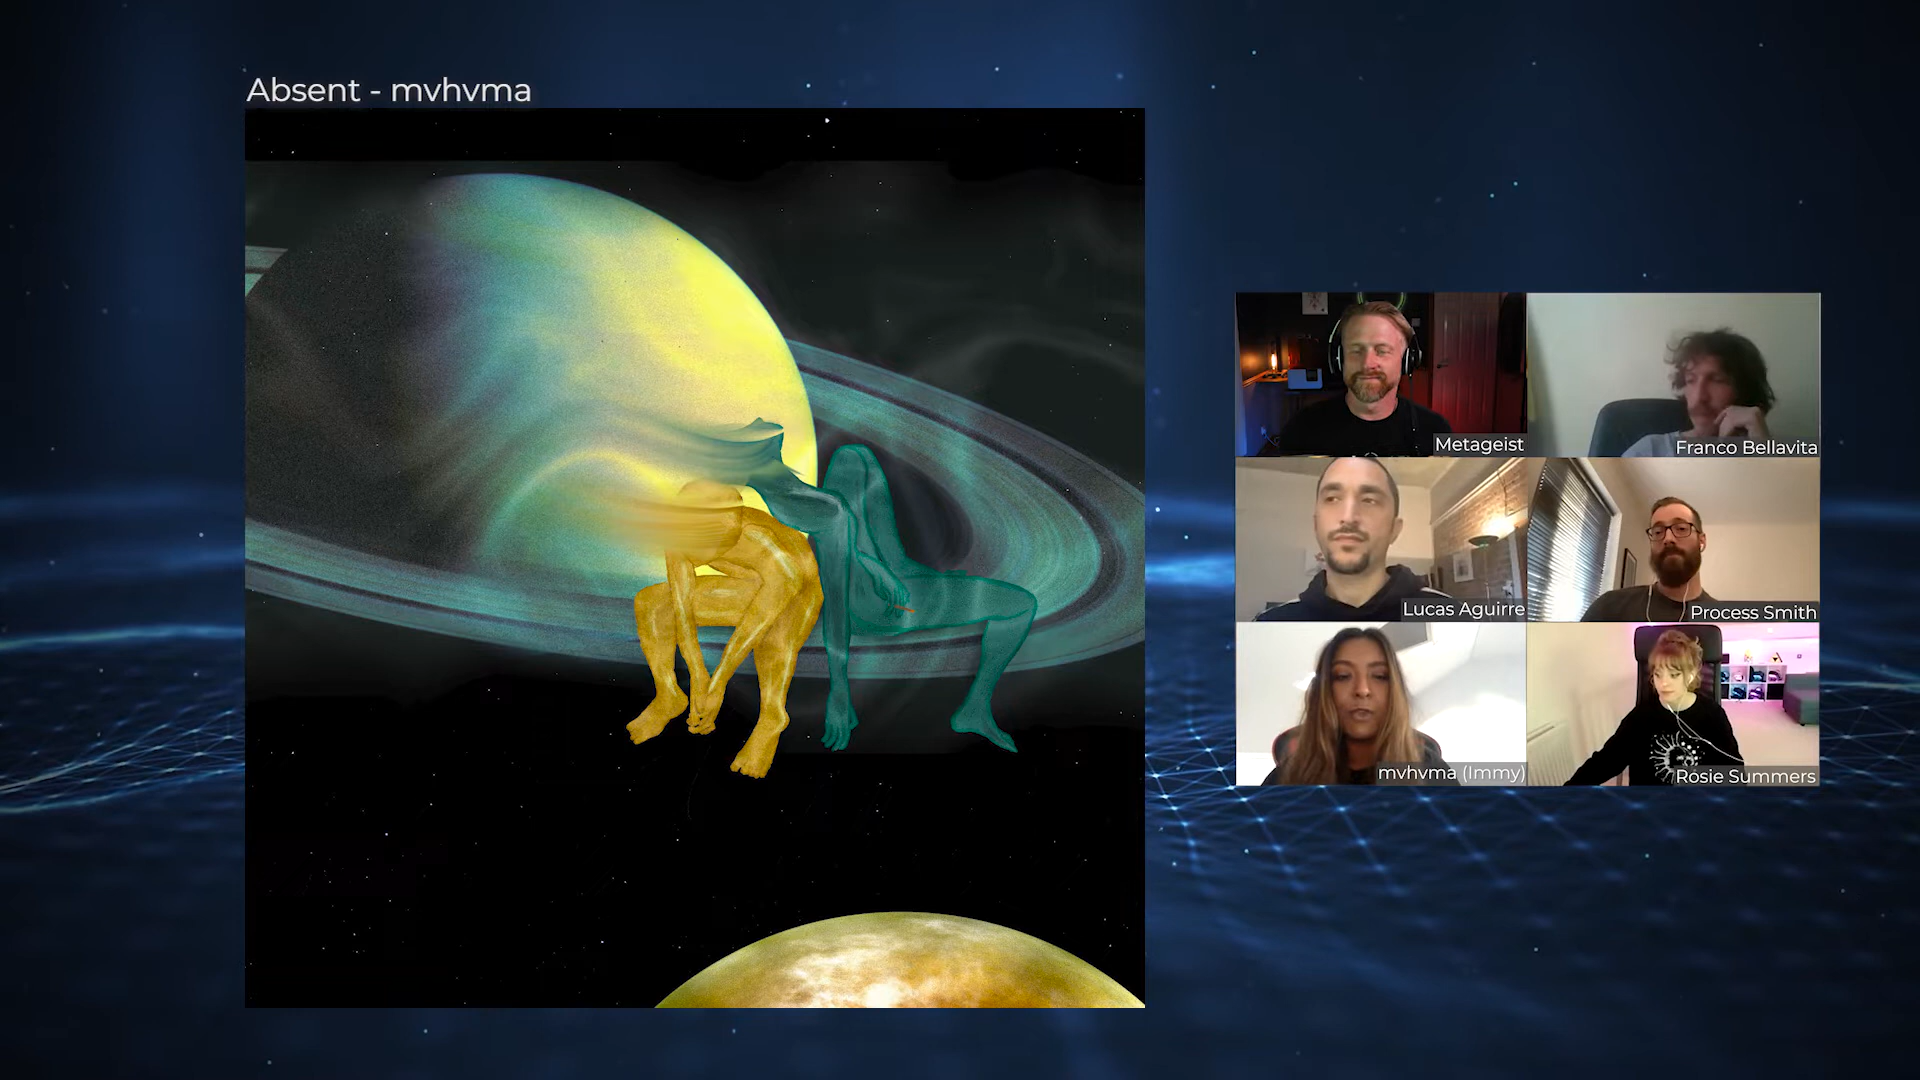 Absent - mvhvma
Metageist
Franco Bellavita
Lucas Aguirre
Process Smith
mvhvma (Immy)
Rosie Summers